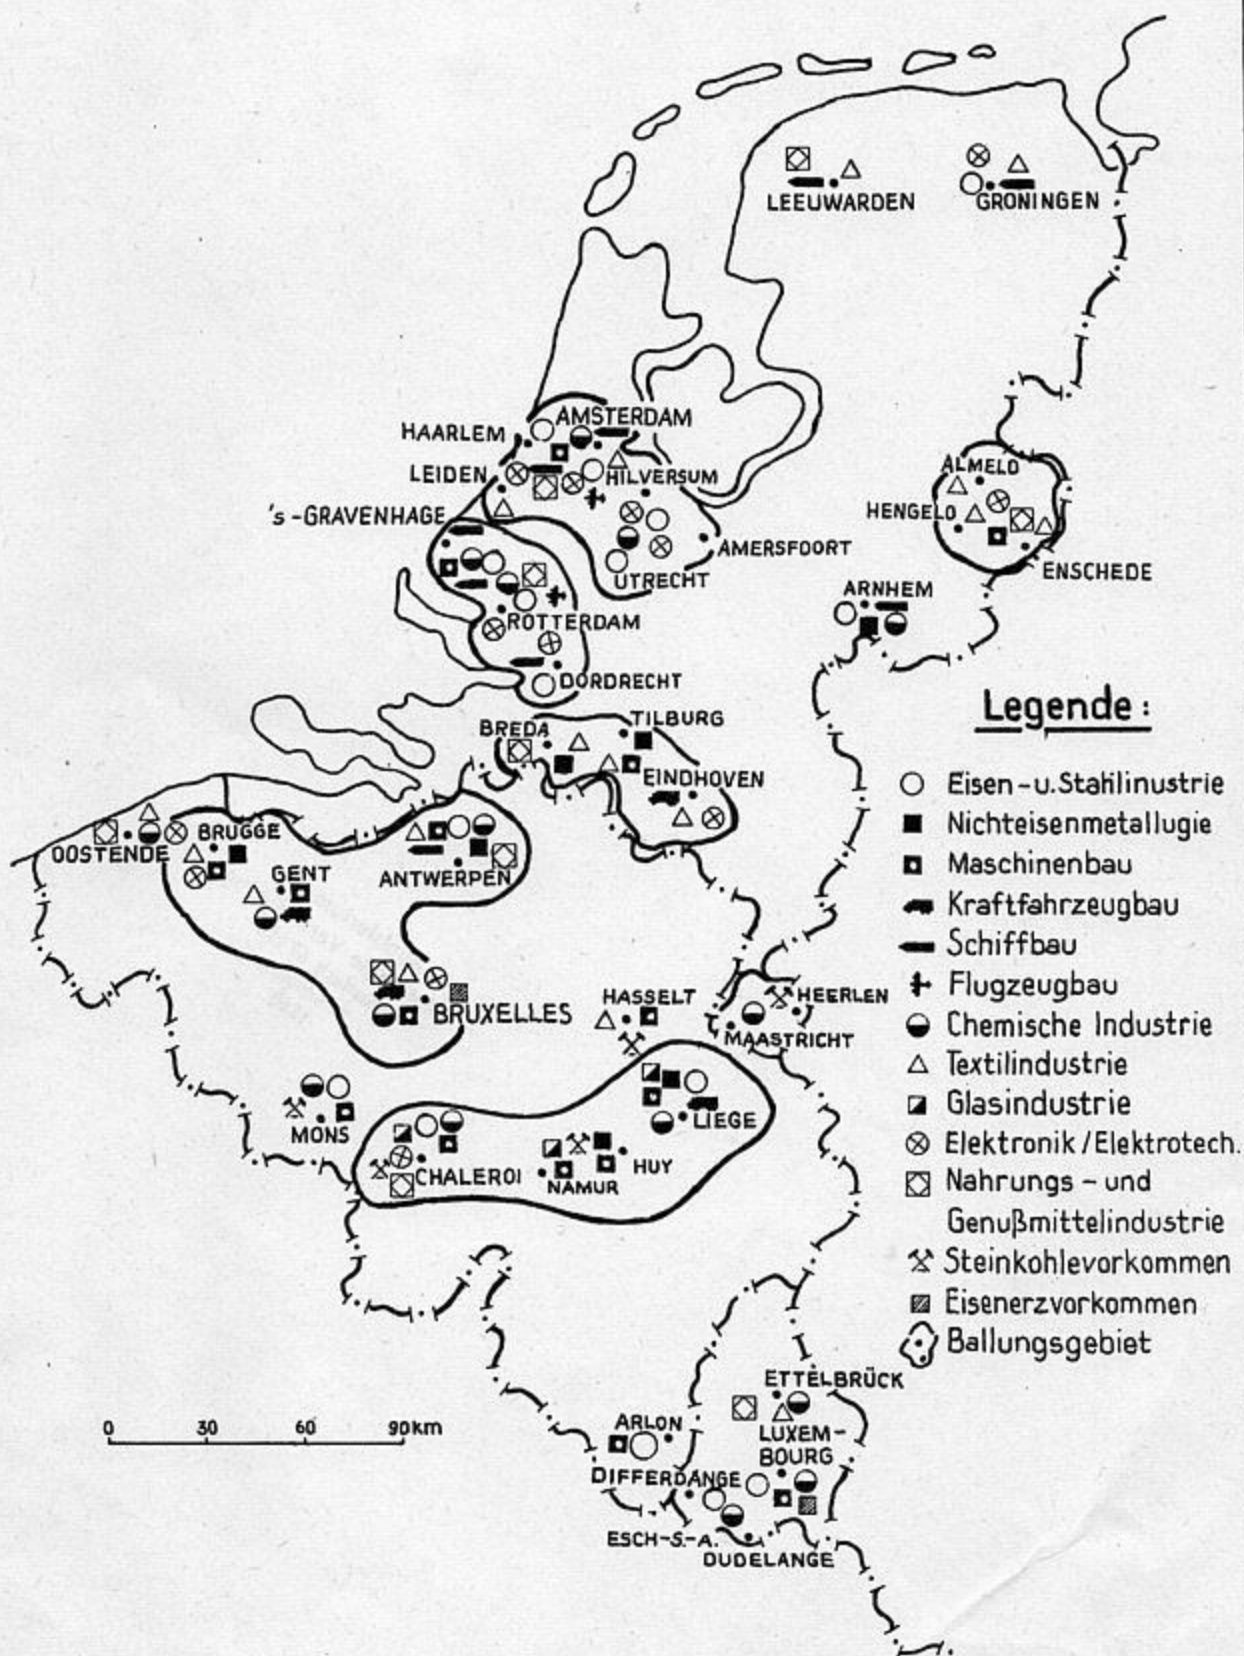 LEEUWARDEN
GRONINGEN
AMSTERDAM
HAARLEM
LEIDEN
HILVERSUM
's-GRAVENHAGE
AMERSFOORT
UTRECHT
ALMELO
HENGELO
ENSCHEDE
ARNHEM
ROTTERDAM
DORDRECHT
BREDA
TILBURG
EINDHOVEN
OOSTENDE
BRUGGE
GENT
ANTWERPEN
BRUXELLES
HASSELT
HEERLEN
MAASTRICHT
MONS
CHALEROI
NAMUR
HUY
LIEGE
ETTELBRÜCK
ARLON
LUXEM-
BOURG
DIFFERDANGE
ESCH-S.-A.
DUDELANGE
0 30 60 90km
Legende:
Eisen-u.Stahlinustrie
Nichteisenmetallugie
Maschinenbau
Kraftfahrzeugbau
Schiffbau
Flugzeugbau
Chemische Industrie
Textilindustrie
Glasindustrie
Elektronik/Elektrotech.
Nahrungs-und
Genußmittelindustrie
Steinkohlevorkommen
Eisenerzvorkommen
Ballungsgebiet